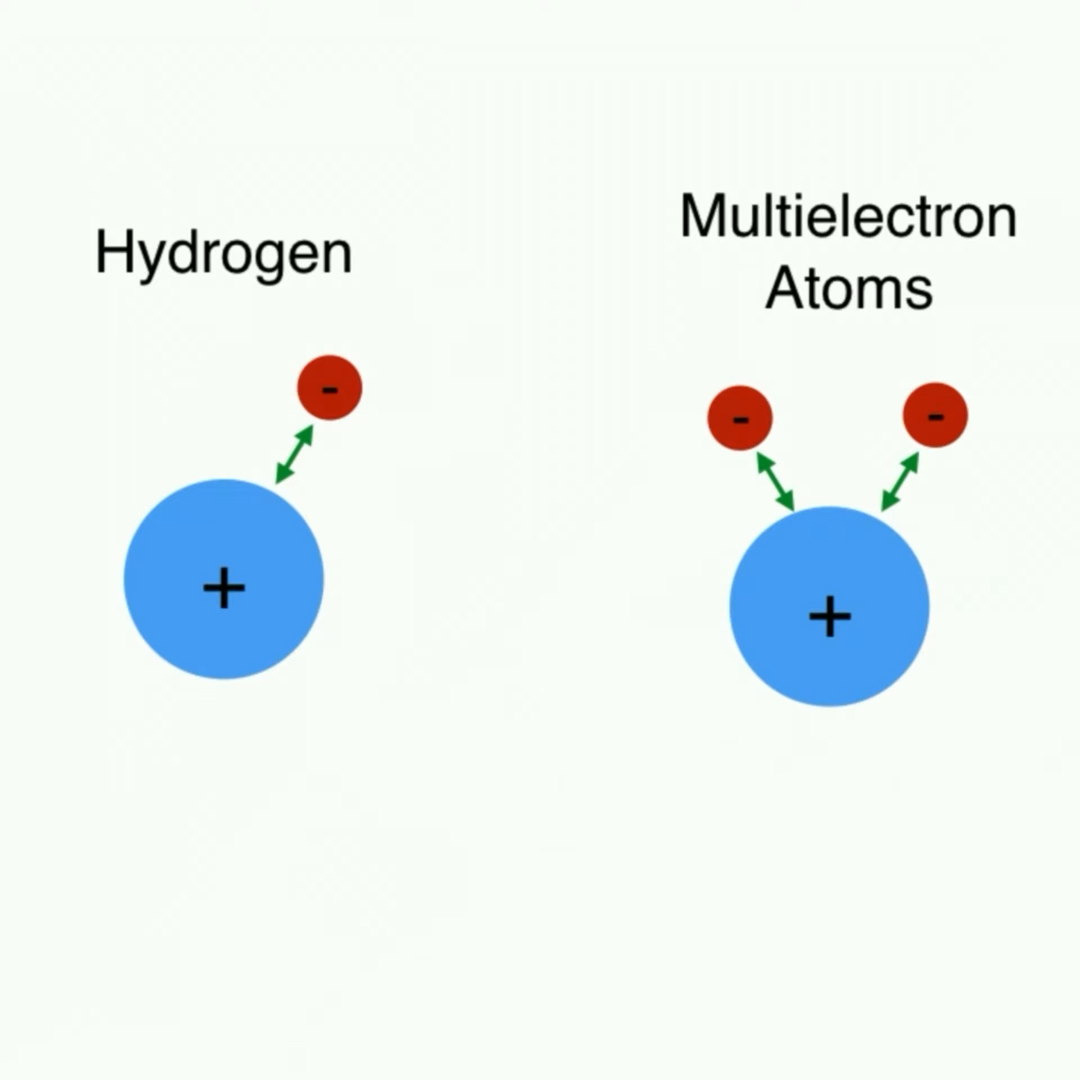 Hydrogen
Multielectron
Atoms
-
- -
+
+